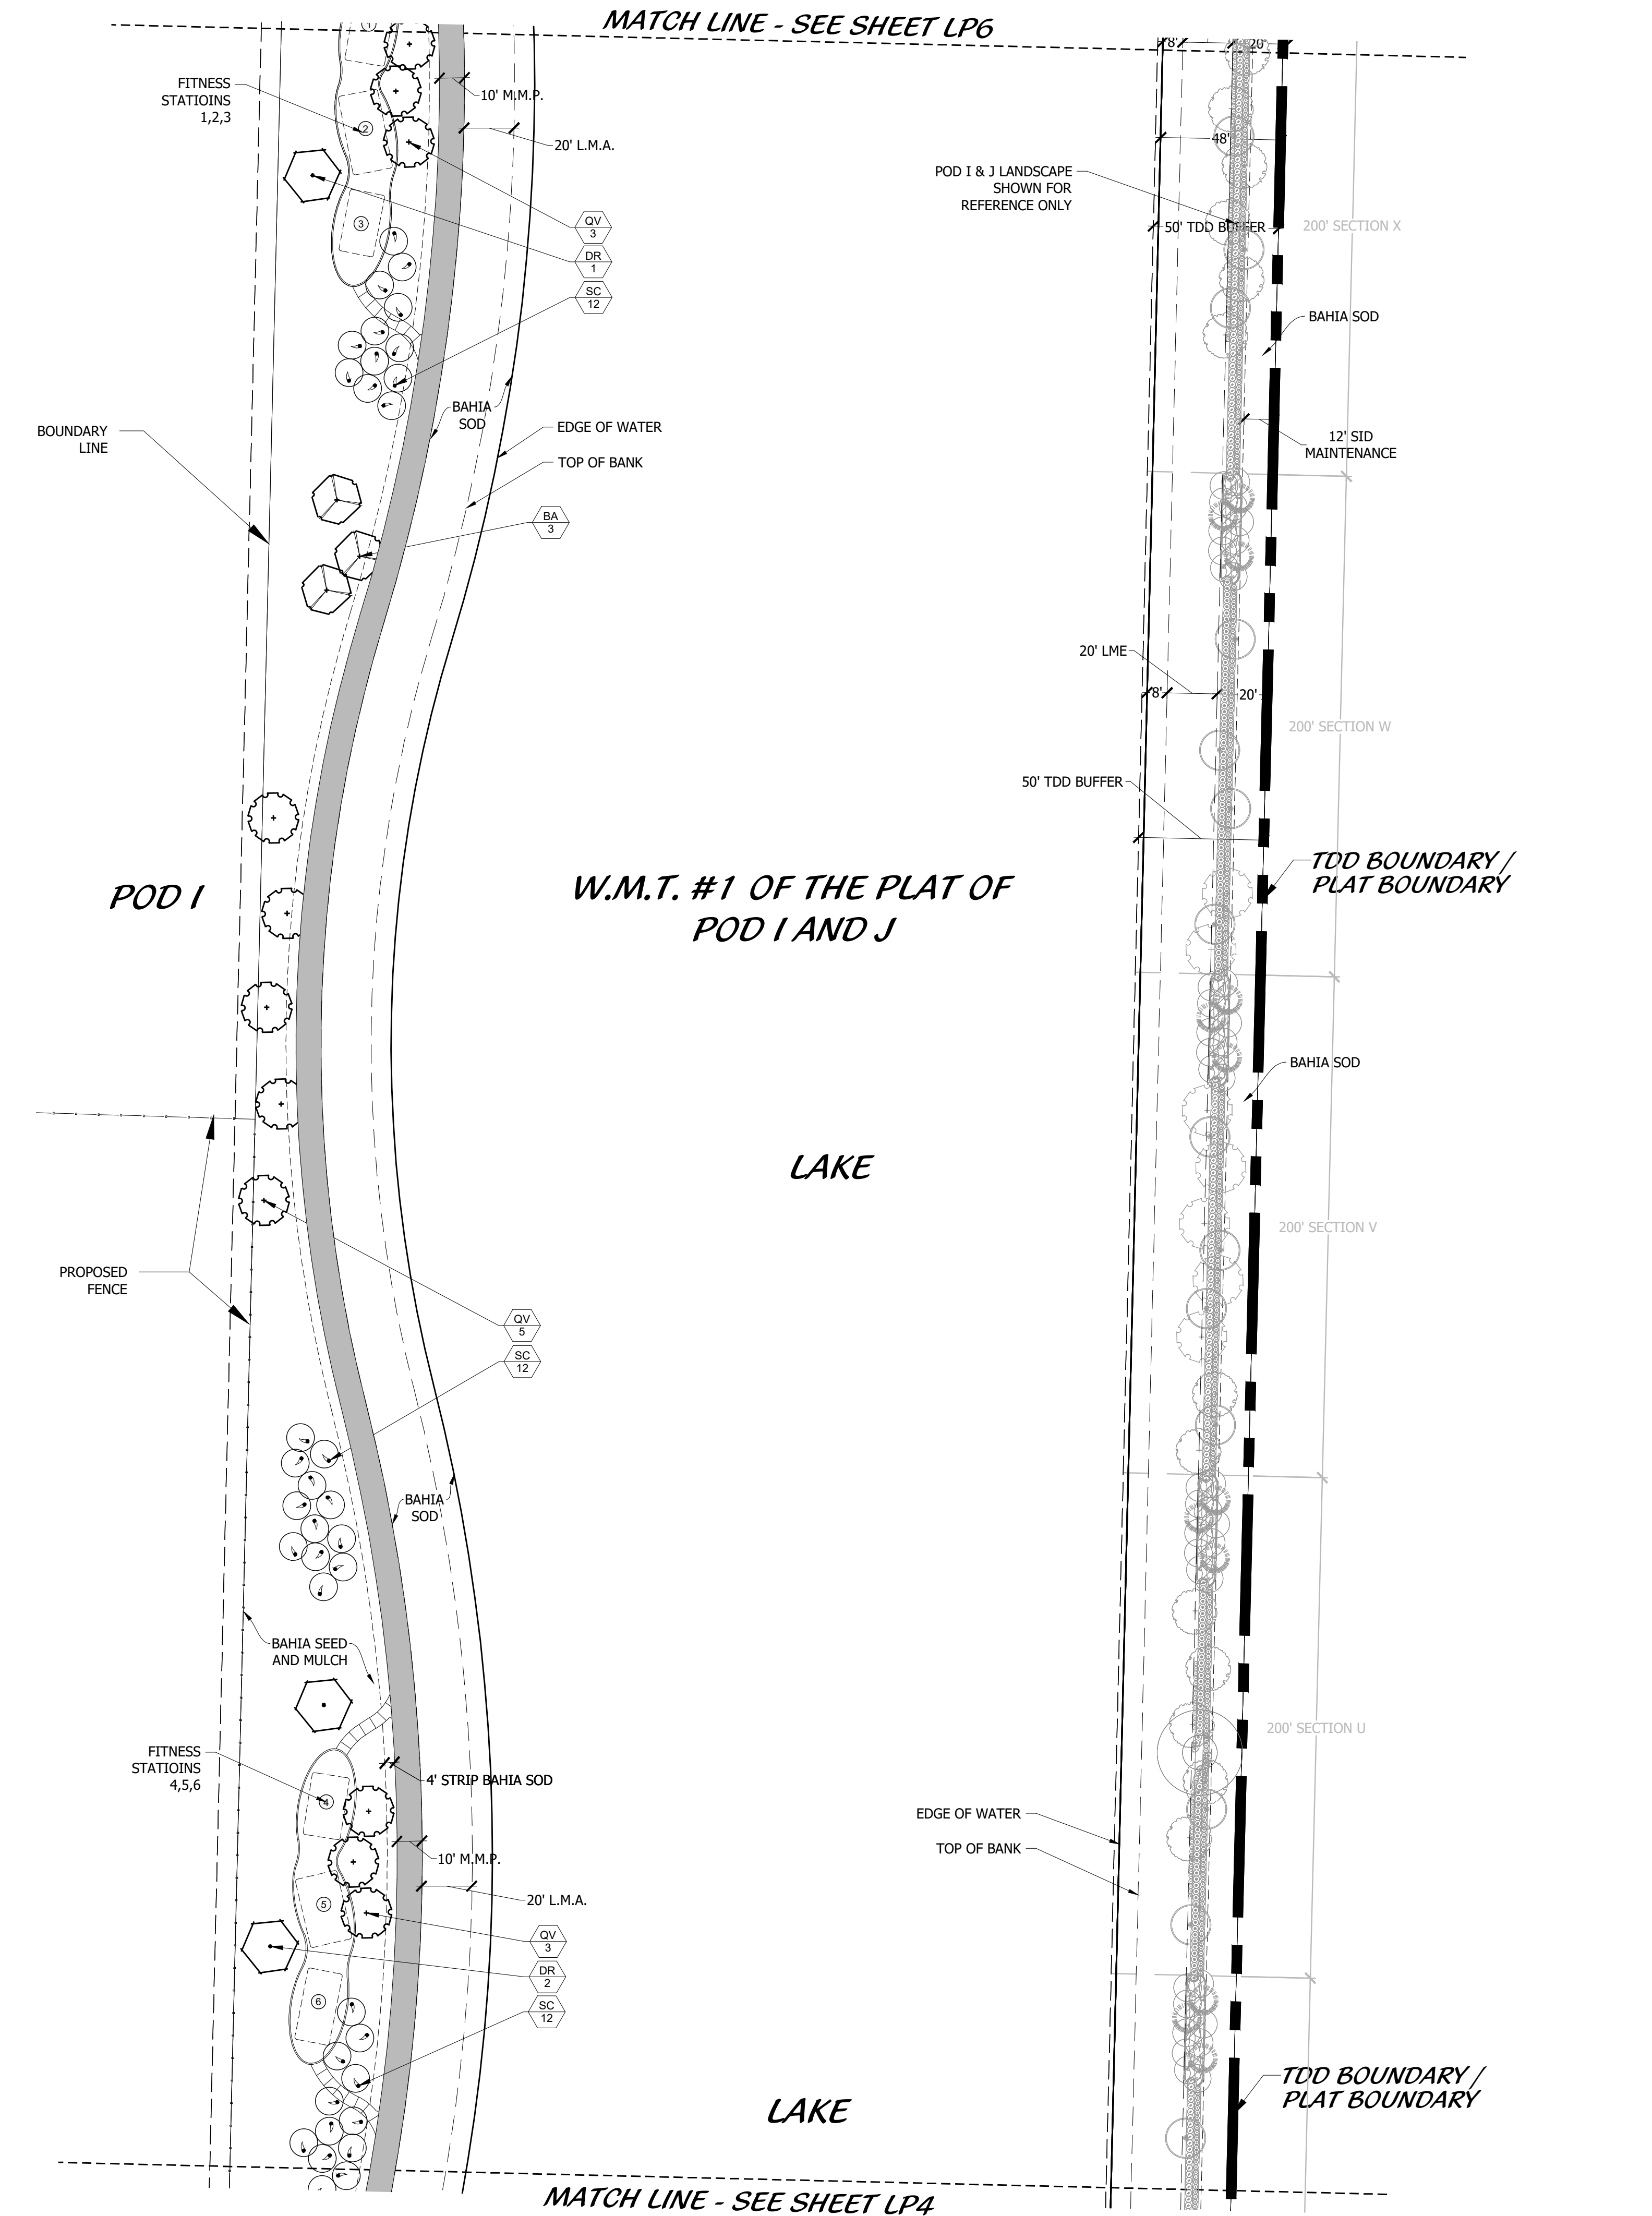 MATCH LINE - SEE SHEET LP6
FITNESS
STATIOINS
1,2,3
1
2
3
10' M.M.P.
20' L.M.A.
QV
3
DR
1
SC
12
BAHIA
SOD
EDGE OF WATER
TOP OF BANK
BOUNDARY
LINE
BA
3
8'
20'
48'
POD I & J LANDSCAPE
SHOWN FOR
REFERENCE ONLY
50' TDD BUFFER
200' SECTION X
BAHIA SOD
12' SID
MAINTENANCE
20' LME
8'
20'
200' SECTION W
50' TDD BUFFER
TDD BOUNDARY /
PLAT BOUNDARY
POD I
W.M.T. #1 OF THE PLAT OF
POD I AND J
BAHIA SOD
LAKE
200' SECTION V
PROPOSED
FENCE
QV
5
SC
12
BAHIA
SOD
BAHIA SEED
AND MULCH
FITNESS
STATIOINS
4,5,6
4
5
6
4' STRIP BAHIA SOD
10' M.M.P.
20' L.M.A.
QV
3
DR
2
SC
12
200' SECTION U
EDGE OF WATER
TOP OF BANK
TDD BOUNDARY /
PLAT BOUNDARY
LAKE
MATCH LINE - SEE SHEET LP4